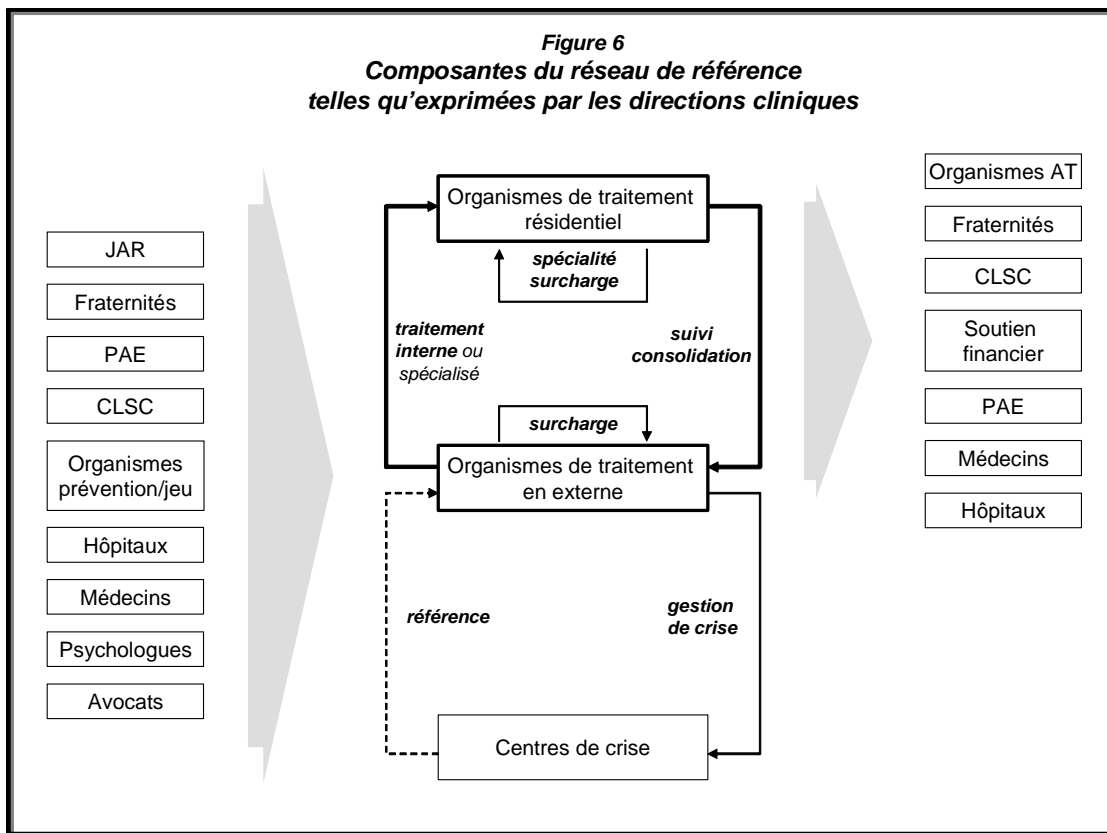 Figure 6
Composantes du réseau de référence
telles qu'exprimées par les directions cliniques
JAR
Fraternités
PAE
CLSC
Organismes
prévention/jeu
Hôpitaux
Médecins
Psychologues
Avocats
Organismes de traitement
résidentiel
spécialité
surcharge
traitement
interne ou
spécialisé
suivi
consolidation
surcharge
Organismes de traitement
en externe
référence
gestion
de crise
Centres de crise
Organismes AT
Fraternités
CLSC
Soutien
financier
PAE
Médecins
Hôpitaux